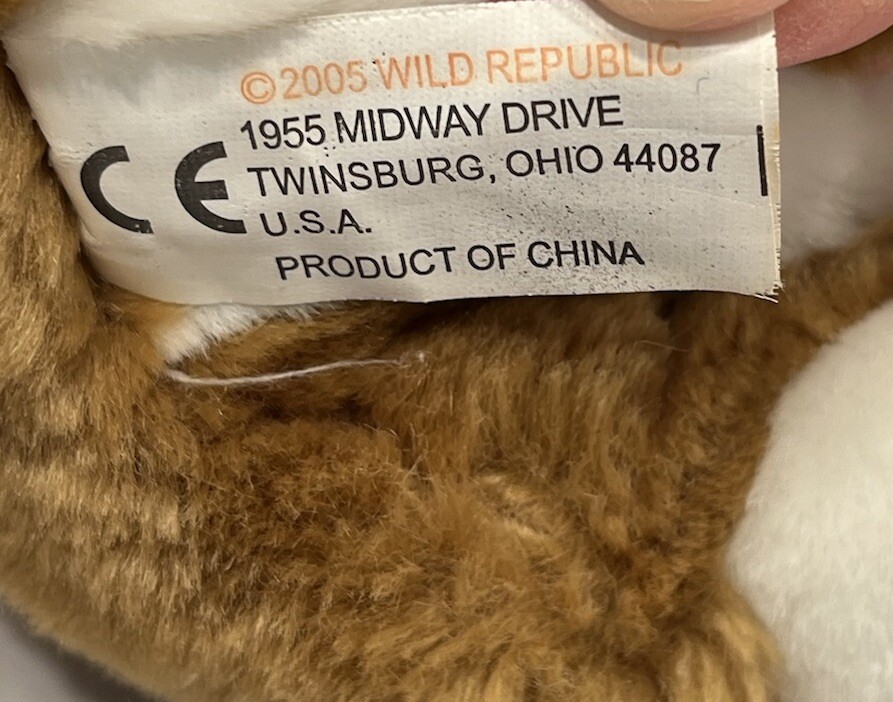 ©2005 WILD REPUBLIC
1955 MIDWAY DRIVE
TWINSBURG, OHIO 44087
U.S.A.
PRODUCT OF CHINA
CE